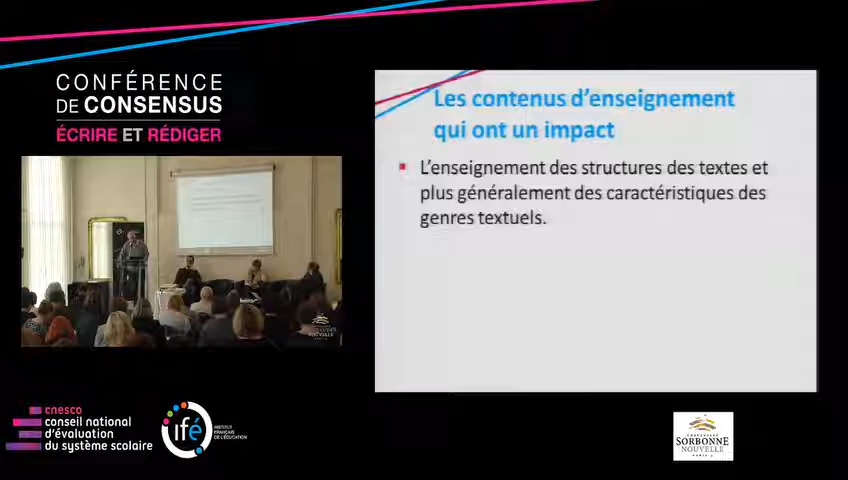 CONFÉRENCE
DE CONSENSUS
ÉCRIRE ET RÉDIGER
Les contenus d'enseignement
qui ont un impact
L'enseignement des structures des textes et
plus généralement des caractéristiques des
genres textuels.
SORBONNE
NOUVELLE
cnesco
conseil national
d'évaluation
du système scolaire
ifé
INSTITUT
FRANÇAIS
DE L'ÉDUCATION
SORBONNE
NOUVELLE